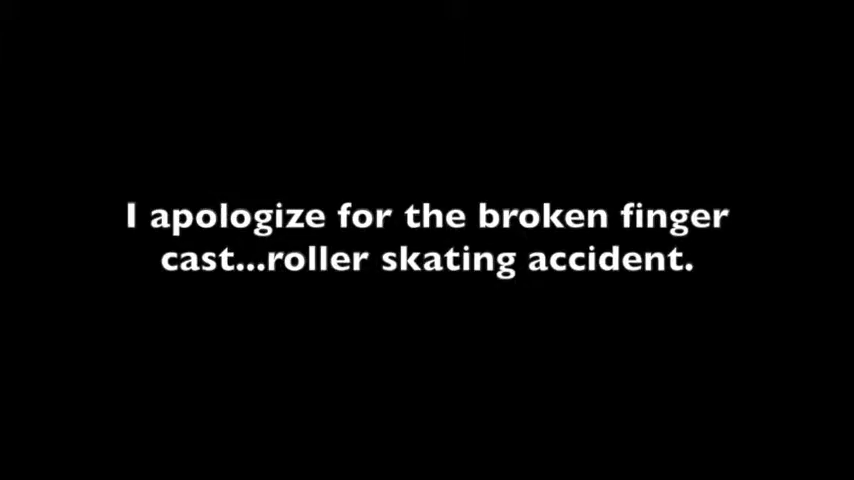 I apologize for the broken finger
cast...roller skating accident.